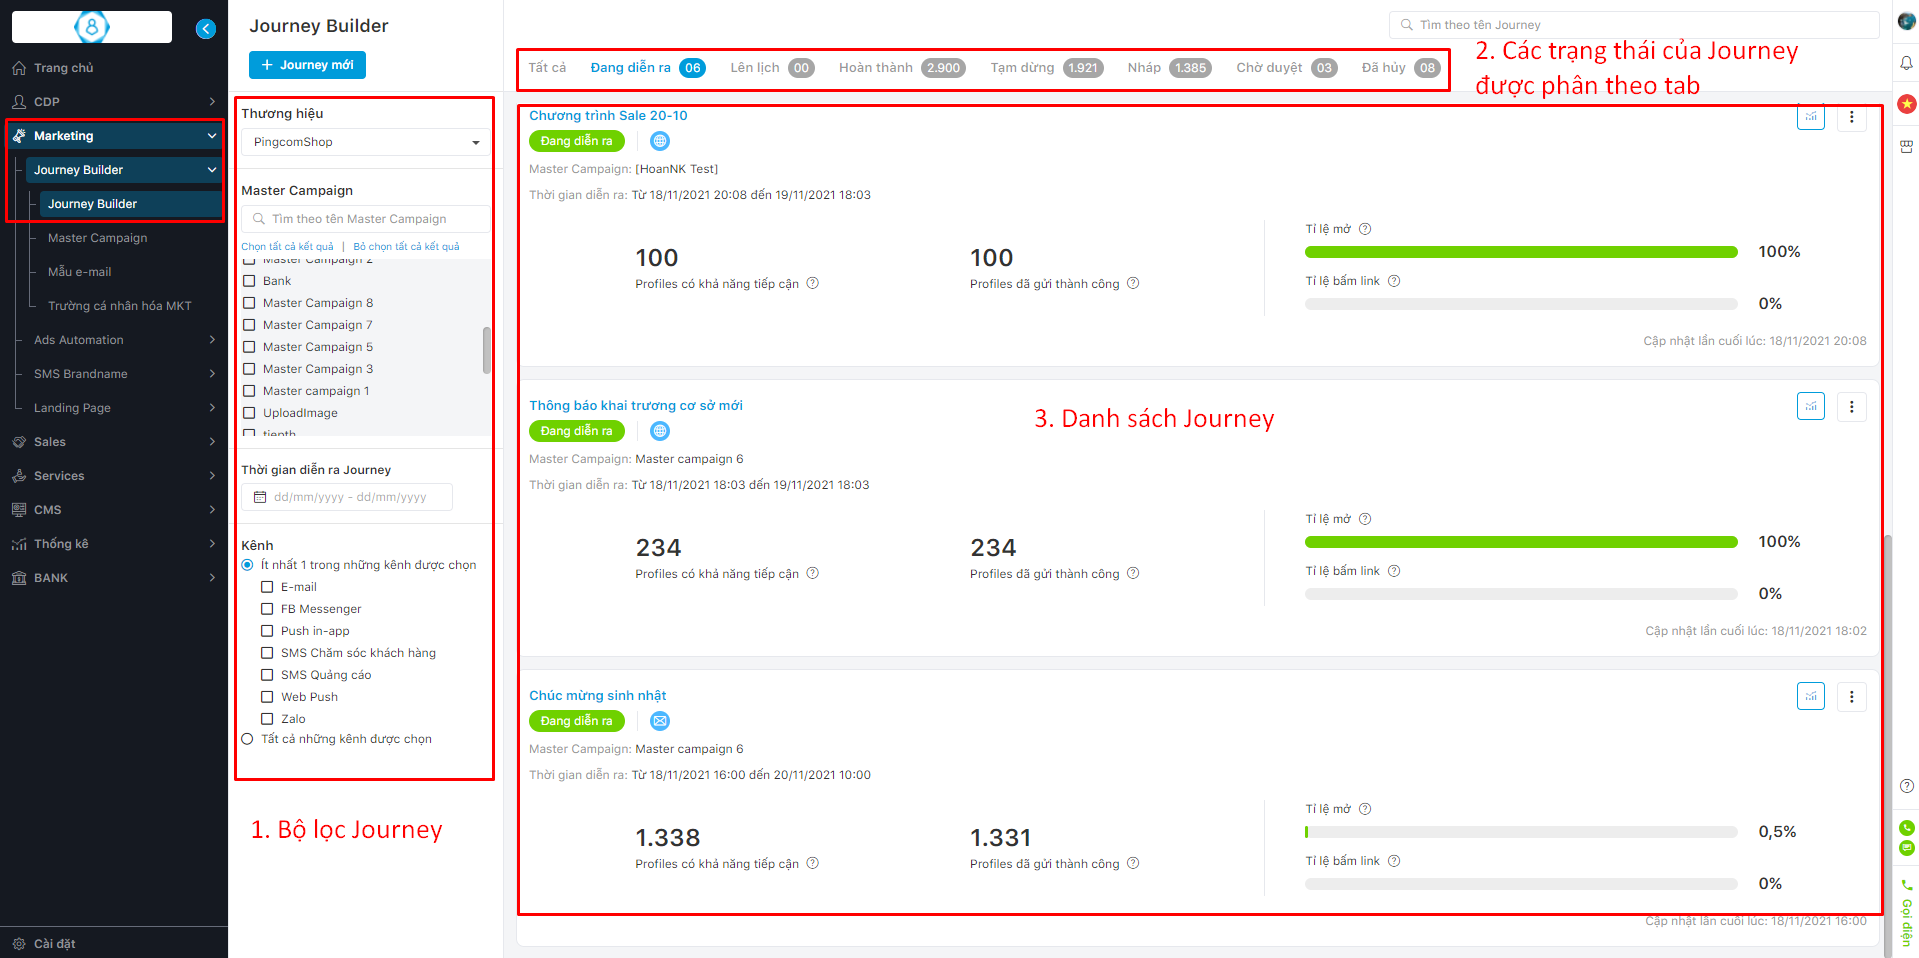 Trang chủ
CDP
Marketing
Journey Builder
Journey Builder
Master Campaign
Mẫu e-mail
Trường cá nhân hóa MKT
Ads Automation
SMS Brandname
Landing Page
Sales
Services
CMS
Thống kê
BANK
Cài đặt
Journey Builder
+ Journey mới
Thương hiệu
PingcomShop
Master Campaign
Tìm theo tên Master Campaign
Chọn tất cả kết quả | Bỏ chọn tất cả kết quả
Master Campaign 2
Bank
Master Campaign 8
Master Campaign 7
Master Campaign 5
Master Campaign 3
Master campaign 1
UploadImage
tienth
Thời gian diễn ra Journey
dd/mm/yyyy - dd/mm/yyyy
Kênh
Ít nhất 1 trong những kênh được chọn
E-mail
FB Messenger
Push in-app
SMS Chăm sóc khách hàng
SMS Quảng cáo
Web Push
Zalo
Tất cả những kênh được chọn
1. Bộ lọc Journey
Tìm theo tên Journey
Tất cả Đang diễn ra 06 Lên lịch 00 Hoàn thành 2.900 Tạm dừng 1.921 Nháp 1.385 Chờ duyệt 03 Đã hủy 08
2. Các trạng thái của Journey
được phân theo tab
Chương trình Sale 20-10
Đang diễn ra
Master Campaign: [HoanNK Test]
Thời gian diễn ra: Từ 18/11/2021 20:08 đến 19/11/2021 18:03
100
Profiles có khả năng tiếp cận
100
Profiles đã gửi thành công
Tỉ lệ mở
100%
Tỉ lệ bấm link
0%
Cập nhật lần cuối lúc: 18/11/2021 20:08
Thông báo khai trương cơ sở mới
Đang diễn ra
3. Danh sách Journey
Master Campaign: Master campaign 6
Thời gian diễn ra: Từ 18/11/2021 18:03 đến 19/11/2021 18:03
234
Profiles có khả năng tiếp cận
234
Profiles đã gửi thành công
Tỉ lệ mở
100%
Tỉ lệ bấm link
0%
Cập nhật lần cuối lúc: 18/11/2021 18:02
Chúc mừng sinh nhật
Đang diễn ra
Master Campaign: Master campaign 6
Thời gian diễn ra: Từ 18/11/2021 16:00 đến 20/11/2021 10:00
1.338
Profiles có khả năng tiếp cận
1.331
Profiles đã gửi thành công
Tỉ lệ mở
0,5%
Tỉ lệ bấm link
0%
Cập nhật lần cuối lúc: 18/11/2021 16:00
Gọi điện